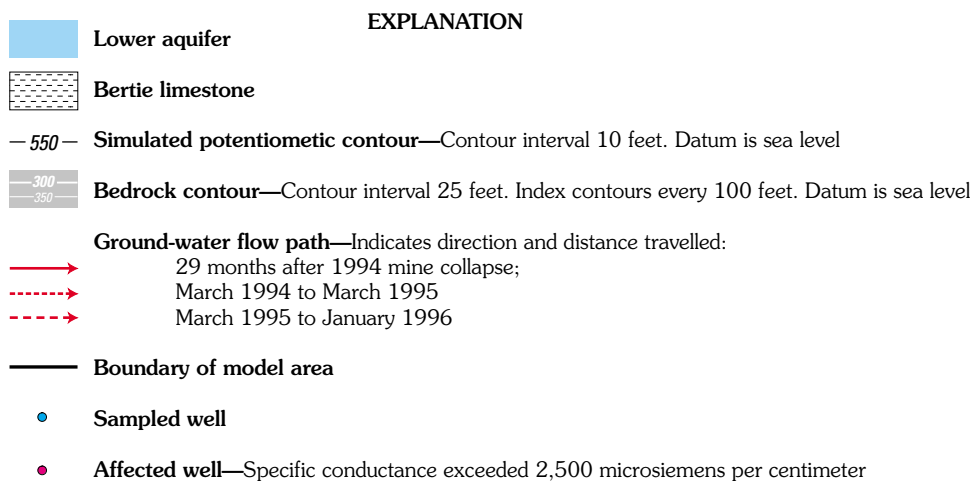 EXPLANATION
Lower aquifer
Bertie limestone
550 Simulated potentiometic contour—Contour interval 10 feet. Datum is sea level
300
350
Bedrock contour—Contour interval 25 feet. Index contours every 100 feet. Datum is sea level
Ground-water flow path—Indicates direction and distance travelled:
29 months after 1994 mine collapse;
March 1994 to March 1995
March 1995 to January 1996
Boundary of model area
Sampled well
Affected well—Specific conductance exceeded 2,500 microsiemens per centimeter